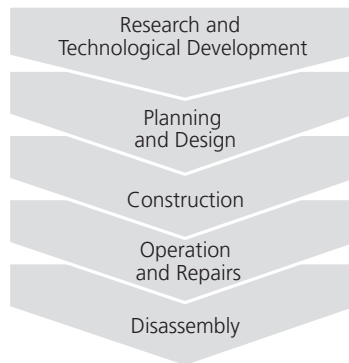 Research and
Technological Development
Planning
and Design
Construction
Operation
and Repairs
Disassembly